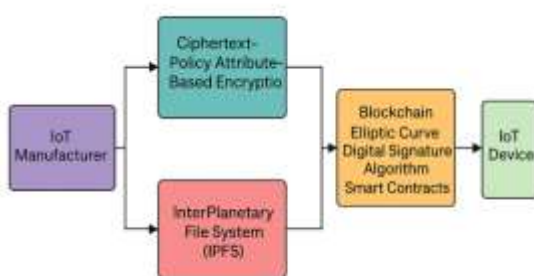 IoT
Manufacturer
Ciphertext-
Policy Attribute-
Based Encryptio
InterPlanetary
File System
(IPFS)
Blockchain
Elliptic Curve
Digital Signature
Algorithm
Smart Contracts
IoT
Device